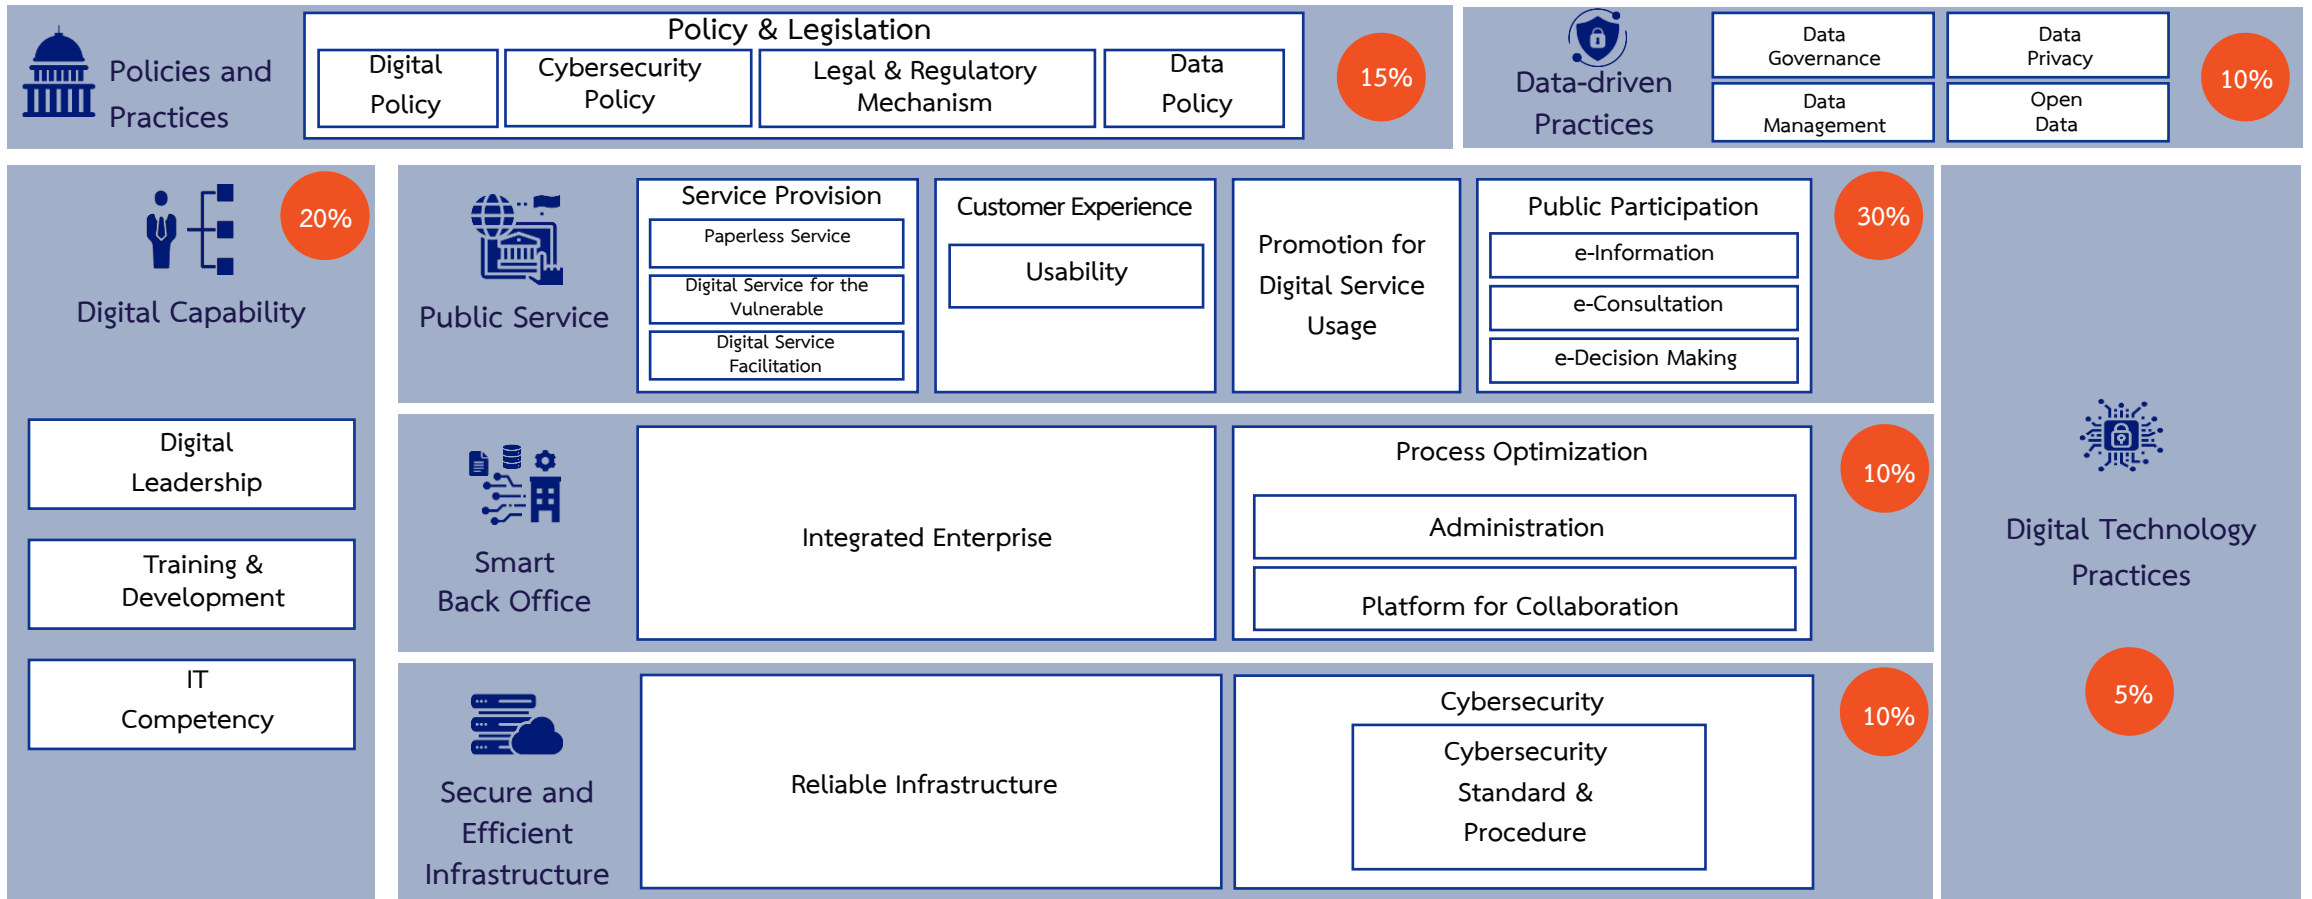 Policies and
Practices
Policy & Legislation
Digital
Policy
Cybersecurity
Policy
Legal & Regulatory
Mechanism
Data
Policy
15%
Data-driven
Practices
Data
Governance
Data
Privacy
Data
Management
Open
Data
10%
20%
Digital Capability
Digital
Leadership
Training &
Development
IT
Competency
Public Service
Service Provision
Paperless Service
Digital Service for the
Vulnerable
Digital Service
Facilitation
Customer Experience
Usability
Promotion for
Digital Service
Usage
Public Participation
e-Information
e-Consultation
e-Decision Making
30%
Smart
Back Office
Integrated Enterprise
Process Optimization
Administration
Platform for Collaboration
10%
Secure and
Efficient
Infrastructure
Reliable Infrastructure
Cybersecurity
Cybersecurity
Standard &
Procedure
10%
Digital Technology
Practices
5%